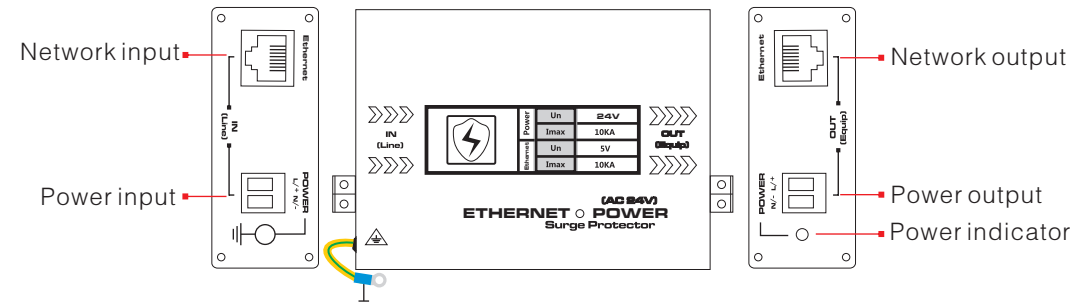 Network input
Power input
Ethernet
IN
(Line)
POWER
L/+ N/-
IN
(Line)
Power
Un
24V
Imax
10KA
Ethernet
Un
5V
Imax
10KA
OUT
(Equip)
(AC 24V)
ETHERNET POWER
Surge Protector
Ethernet
OUT
(Equip)
POWER
N/- L/+
Network output
Power output
Power indicator